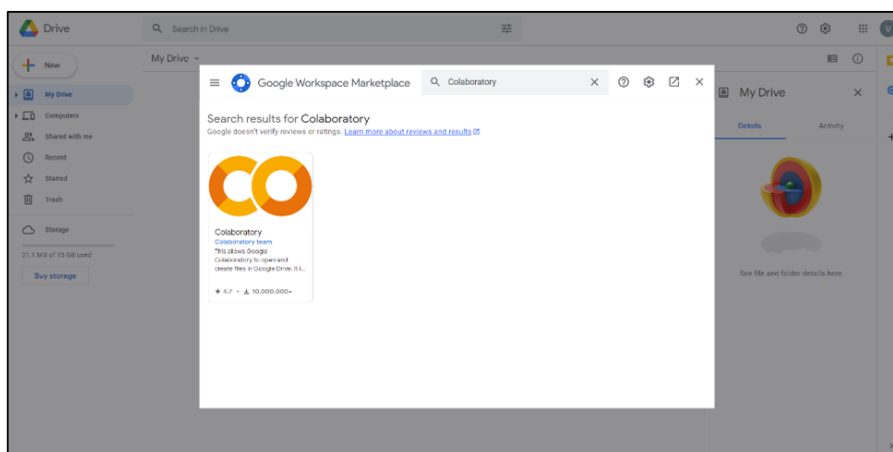 Drive
Search in Drive
New
My Drive
Computers
Shared with me
Recent
Starred
Trash
Storage
21.3 MB of 15 GB used
Buy storage
My Drive
Google Workspace Marketplace
Colaboratory
Search results for Colaboratory
Google doesn't verify reviews or ratings. Learn more about reviews and results
CO
Colaboratory
Colaboratory team
This allows Google
Colaboratory to open and
create files in Google Drive. It i...
4.7 • 10,000,000+
My Drive
Details
Activity
See file and folder details here
V